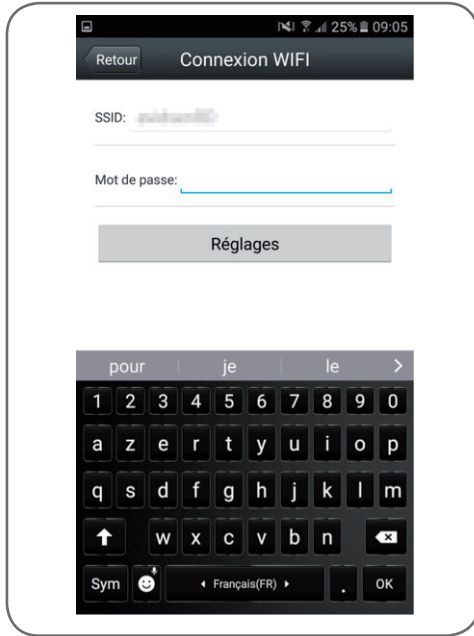 25% 09:05
Retour Connexion WIFI
SSID:
Mot de passe:
Réglages
pour je le >
1 2 3 4 5 6 7 8 9 0
a z e r t y u i o p
q s d f g h j k l m
w x c v b n
Sym Français(FR) . OK